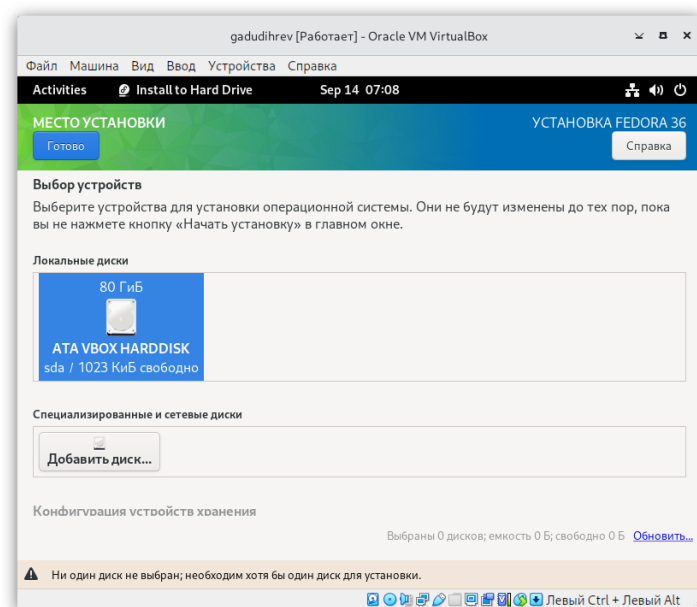 gadudihrev [Работает] - Oracle VM VirtualBox
Файл Машина Вид Ввод Устройства Справка
Activities Install to Hard Drive Sep 14 07:08
МЕСТО УСТАНОВКИ
УСТАНОВКА FEDORA 36
Готово
Справка
Выбор устройств
Выберите устройства для установки операционной системы. Они не будут изменены до тех пор, пока
вы не нажмете кнопку «Начать установку» в главном окне.
Локальные диски
80 ГиБ
ATA VBOX HARDDISK
sda / 1023 КиБ свободно
Специализированные и сетевые диски
Добавить диск...
Конфигурация устройств хранения
Выбраны 0 дисков; емкость 0 Б; свободно 0 Б Обновить...
Ни один диск не выбран; необходим хотя бы один диск для установки.
Левый Ctrl + Левый Alt